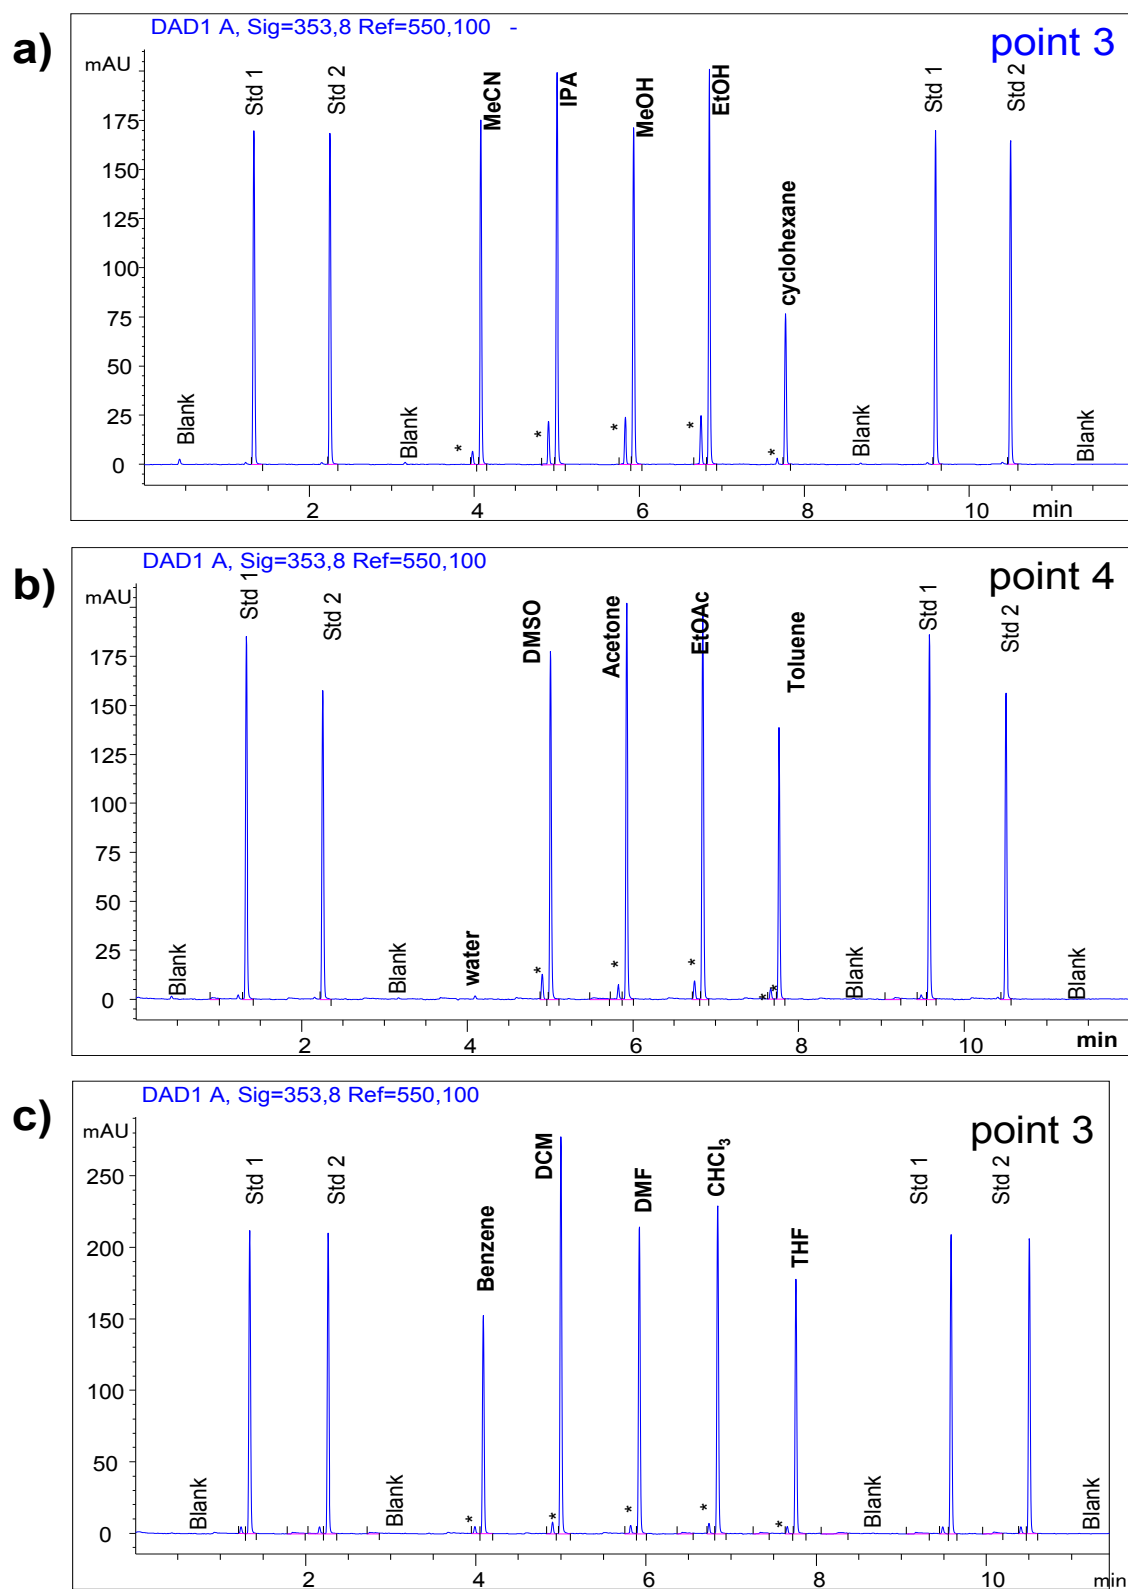 a)
DAD1 A, Sig=353,8 Ref=550,100 -
point 3
mAU
Std 1
Std 2
MeCN
IPA
MeOH
EtOH
Std 1
Std 2
175
150
125
100
75
50
25
0
cyclohexane
Blank
Blank
*
*
*
*
*
Blank
Blank
2
4
6
8
10
min
b)
DAD1 A, Sig=353,8 Ref=550,100
point 4
mAU
Std 1
Std 2
DMSO
Acetone
EtOAc
Toluene
Std 1
Std 2
175
150
125
100
75
50
25
0
Blank
Blank
water
*
*
*
*
*
Blank
Blank
2
4
6
8
10
min
c)
DAD1 A, Sig=353,8 Ref=550,100
point 3
mAU
Std 1
Std 2
Benzene
DCM
DMF
CHCl₃
THF
Std 1
Std 2
250
200
150
100
50
0
Blank
Blank
*
*
*
*
*
Blank
Blank
2
4
6
8
10
min